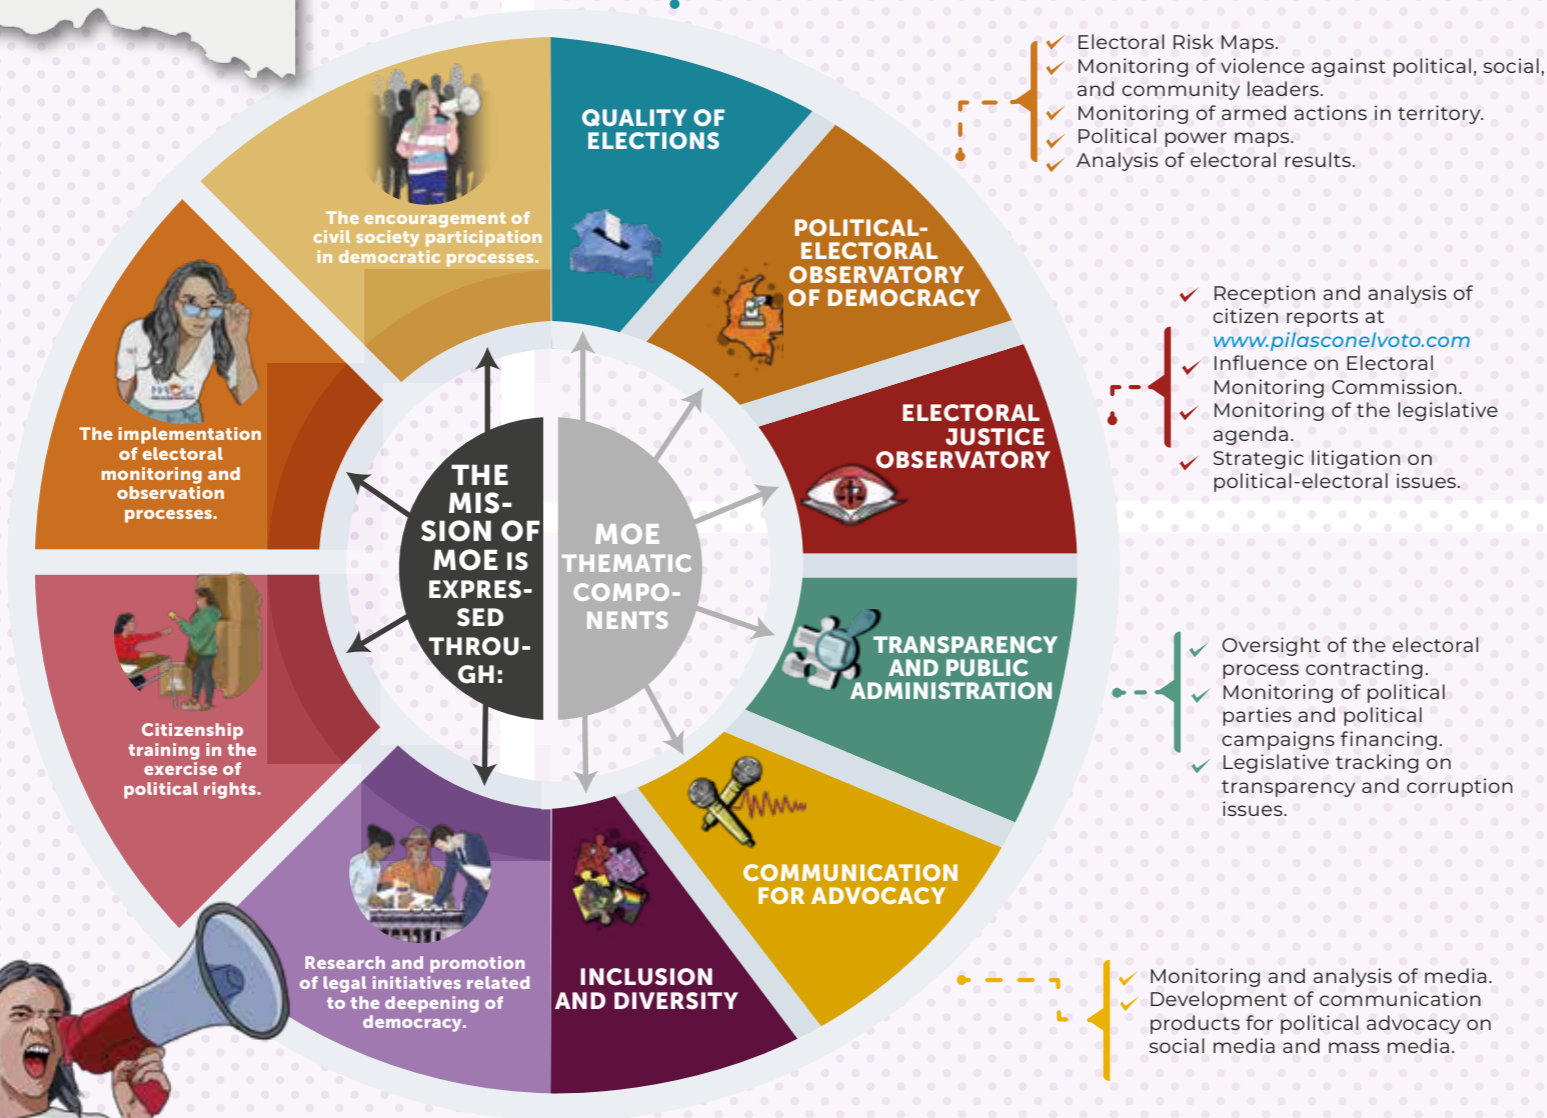 QUALITY OF
ELECTIONS
POLITICAL-
ELECTORAL
OBSERVATORY
OF DEMOCRACY
ELECTORAL
JUSTICE
OBSERVATORY
TRANSPARENCY
AND PUBLIC
ADMINISTRATION
COMMUNICATION
FOR ADVOCACY
INCLUSION
AND DIVERSITY
The encouragement of
civil society participation
in democratic processes.
The implementation
of electoral
monitoring and
observation
processes.
Citizenship
training in the
exercise of
political rights.
Research and promotion
of legal initiatives related
to the deepening of
democracy.
THE
MIS-
SION OF
MOE IS
EXPRES-
SED
THROU-
GH:
MOE
THEMATIC
COMPO-
NENTS
Electoral Risk Maps.
Monitoring of violence against political, social,
and community leaders.
Monitoring of armed actions in territory.
Political power maps.
Analysis of electoral results.
Reception and analysis of
citizen reports at
www.pilasconelvoto.com
Influence on Electoral
Monitoring Commission.
Monitoring of the legislative
agenda.
Strategic litigation on
political-electoral issues.
Oversight of the electoral
process contracting.
Monitoring of political
parties and political
campaigns financing.
Legislative tracking on
transparency and corruption
issues.
Monitoring and analysis of media.
Development of communication
products for political advocacy on
social media and mass media.